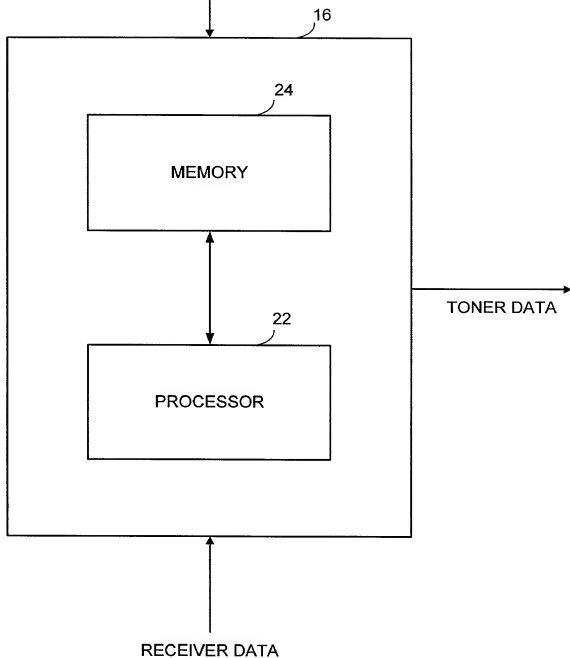 16
24
MEMORY
TONER DATA
22
PROCESSOR
RECEIVER DATA